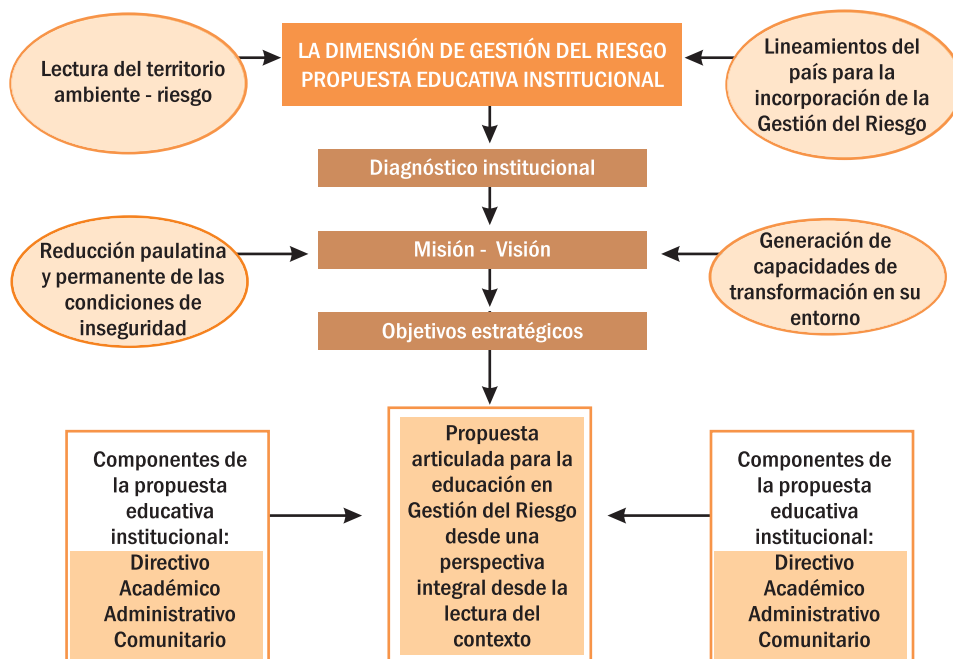 Lectura del territorio
ambiente - riesgo
LA DIMENSIÓN DE GESTIÓN DEL RIESGO
PROPUESTA EDUCATIVA INSTITUCIONAL
Lineamientos del
país para la
incorporación de la
Gestión del Riesgo
Diagnóstico institucional
Reducción paulatina
y permanente de las
condiciones de
inseguridad
Misión - Visión
Generación de
capacidades de
transformación en su
entorno
Objetivos estratégicos
Componentes de
la propuesta
educativa
institucional:
Directivo
Académico
Administrativo
Comunitario
Propuesta
articulada para la
educación en
Gestión del Riesgo
desde una
perspectiva
integral desde la
lectura del
contexto
Componentes de
la propuesta
educativa
institucional:
Directivo
Académico
Administrativo
Comunitario